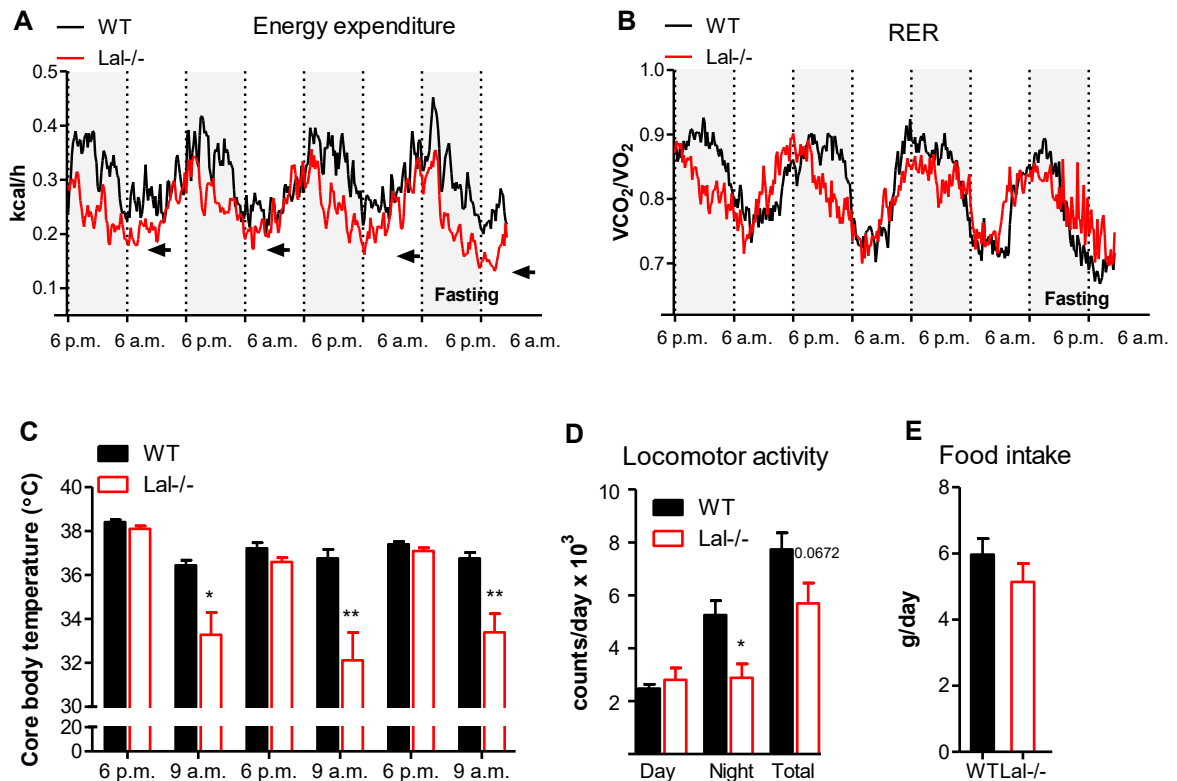 A
WT
Lal-/-
Energy expenditure
0.5
0.4
0.3
0.2
0.1
kcal/h
Fasting
6 p.m. 6 a.m. 6 p.m. 6 a.m. 6 p.m. 6 a.m. 6 p.m. 6 a.m.
B
WT
Lal-/-
RER
1.0
0.9
0.8
0.7
VCO₂/VO₂
Fasting
6 p.m. 6 a.m. 6 p.m. 6 a.m. 6 p.m. 6 a.m. 6 p.m. 6 a.m.
C
WT
Lal-/-
Core body temperature (°C)
40
38
36
34
32
30
20
0
*
**
**
6 p.m. 9 a.m. 6 p.m. 9 a.m. 6 p.m. 9 a.m.
D
Locomotor activity
WT
Lal-/-
counts/day x 10³
10
8
6
4
2
0.0672
*
Day Night Total
E
Food intake
g/day
8
6
4
2
0
WTLal-/-